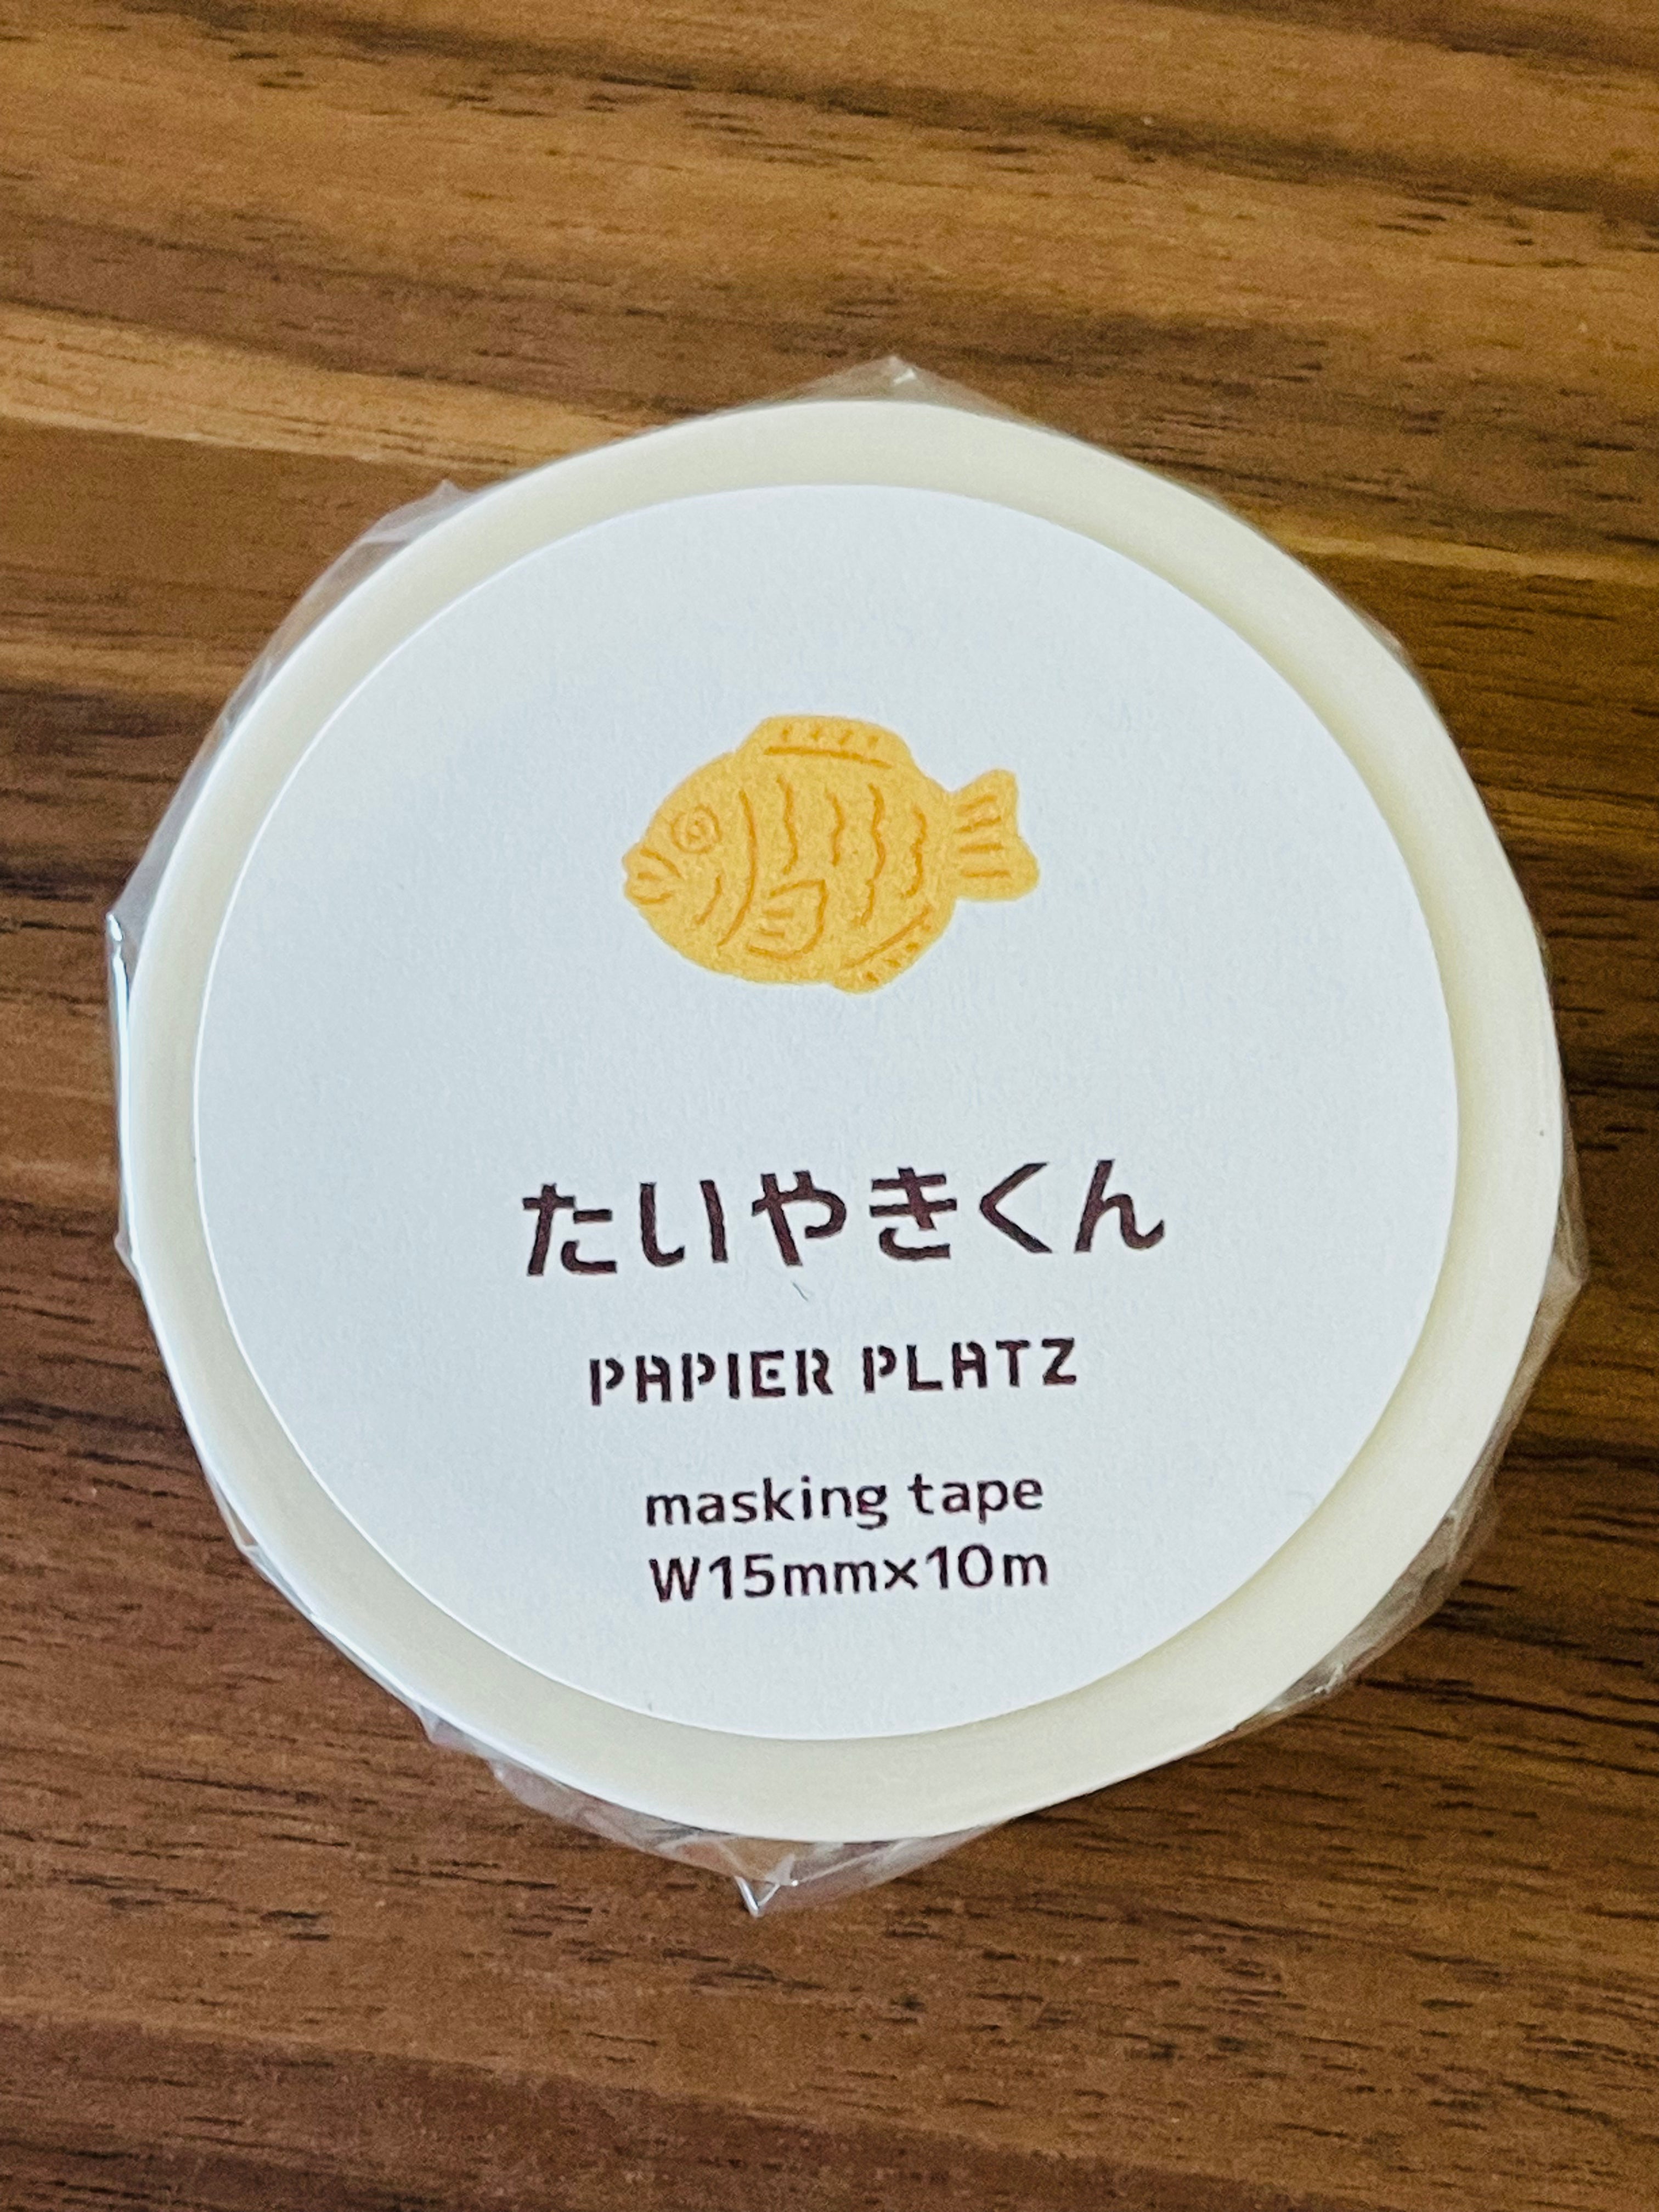 たいやきくん
PAPIER PLATZ
masking tape
W15mm×10m